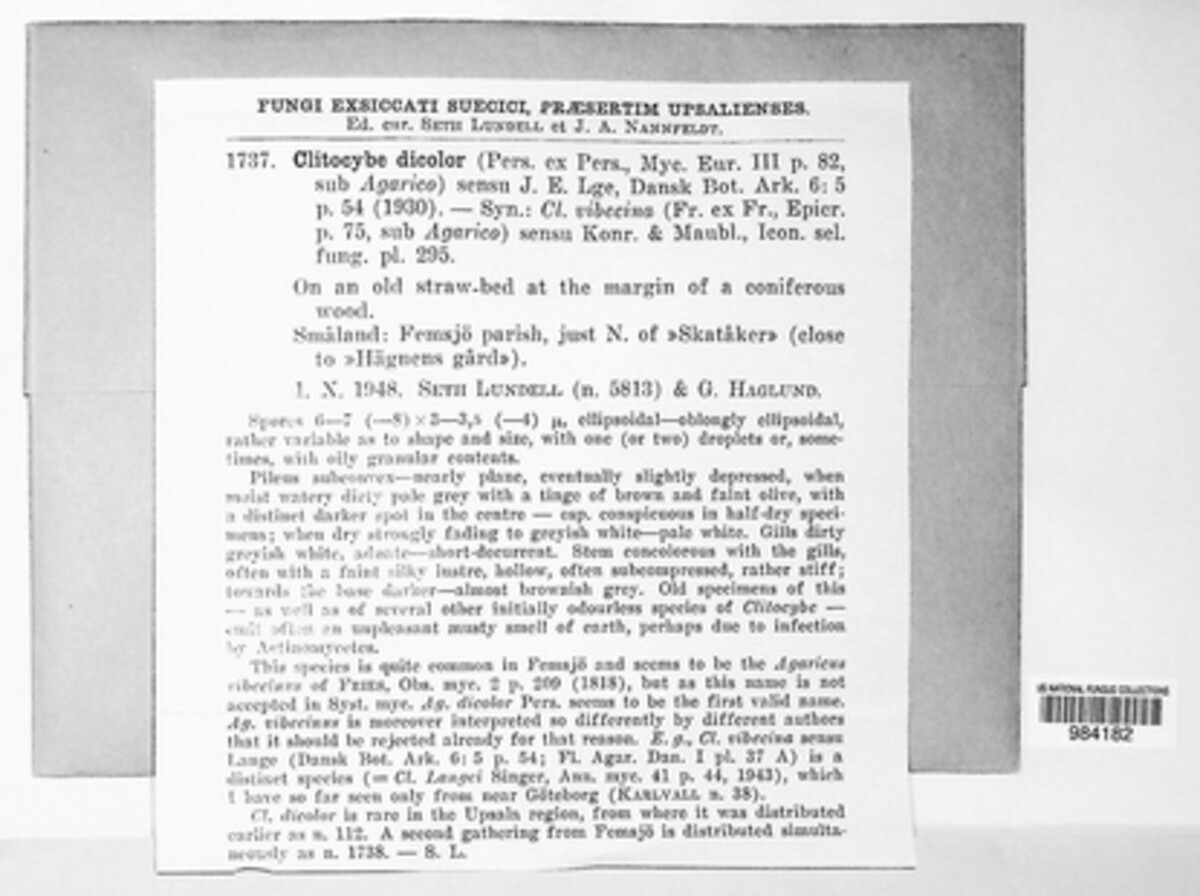 FUNGI EXSICCATI SUECICI, PRÆSERTIM UPSALIENSES.
Ed. cur. SETH LUNDELL et J. A. NANNFELDT.
1737. Clitocybe dicolor (Pers. ex Pers., Myc. Eur. III p. 82,
sub Agarico) sensu J. E. Lge, Dansk Bot. Ark. 6: 5
p. 54 (1930). — Syn.: Cl. vibecina (Fr. ex Fr., Epicr.
p. 75, sub Agarico) sensu Konr. & Maubl., Icon. sel.
fung. pl. 295.
On an old straw-bed at the margin of a coniferous
wood.
Småland: Femsjö parish, just N. of »Skatåker» (close
to »Hägnens gård»).
1. X. 1948. SETH LUNDELL (n. 5813) & G. HAGLUND.
Spores 6—7 (—8) × 3—3,5 (—4) µ, ellipsoidal—oblongly ellipsoidal,
rather variable as to shape and size, with one (or two) droplets or, some-
times, with oily granular contents.
Pileus subconvex—nearly plane, eventually slightly depressed, when
moist watery dirty pale grey with a tinge of brown and faint olive, with
a distinct darker spot in the centre — esp. conspicuous in half-dry speci-
mens; when dry strongly fading to greyish white—pale white. Gills dirty
greyish white, adnate—short-decurrent. Stem concolorous with the gills,
often with a faint silky lustre, hollow, often subcompressed, rather stiff;
towards the base darker—almost brownish grey. Old specimens of this
— as well as of several other initially odourless species of Clitocybe —
emit often an unpleasant musty smell of earth, perhaps due to infection
by Actinomycetes.
This species is quite common in Femsjö and seems to be the Agaricus
vibecinus of FRIES, Obs. myc. 2 p. 209 (1818), but as this name is not
accepted in Syst. myc. Ag. dicolor Pers. seems to be the first valid name.
Ag. vibecinus is moreover interpreted so differently by different authors
that it should be rejected already for that reason. E. g., Cl. vibecina sensu
Lange (Dansk Bot. Ark. 6: 5 p. 54; Fl. Agar. Dan. I pl. 37 A) is a
distinct species (= Cl. Langei Singer, Ann. myc. 41 p. 44, 1943), which
I have so far seen only from near Göteborg (KARLVALL n. 38).
Cl. dicolor is rare in the Upsala region, from where it was distributed
earlier as n. 112. A second gathering from Femsjö is distributed simulta-
neously as n. 1738. — S. L.
US NATIONAL FUNGUS COLLECTIONS
984182